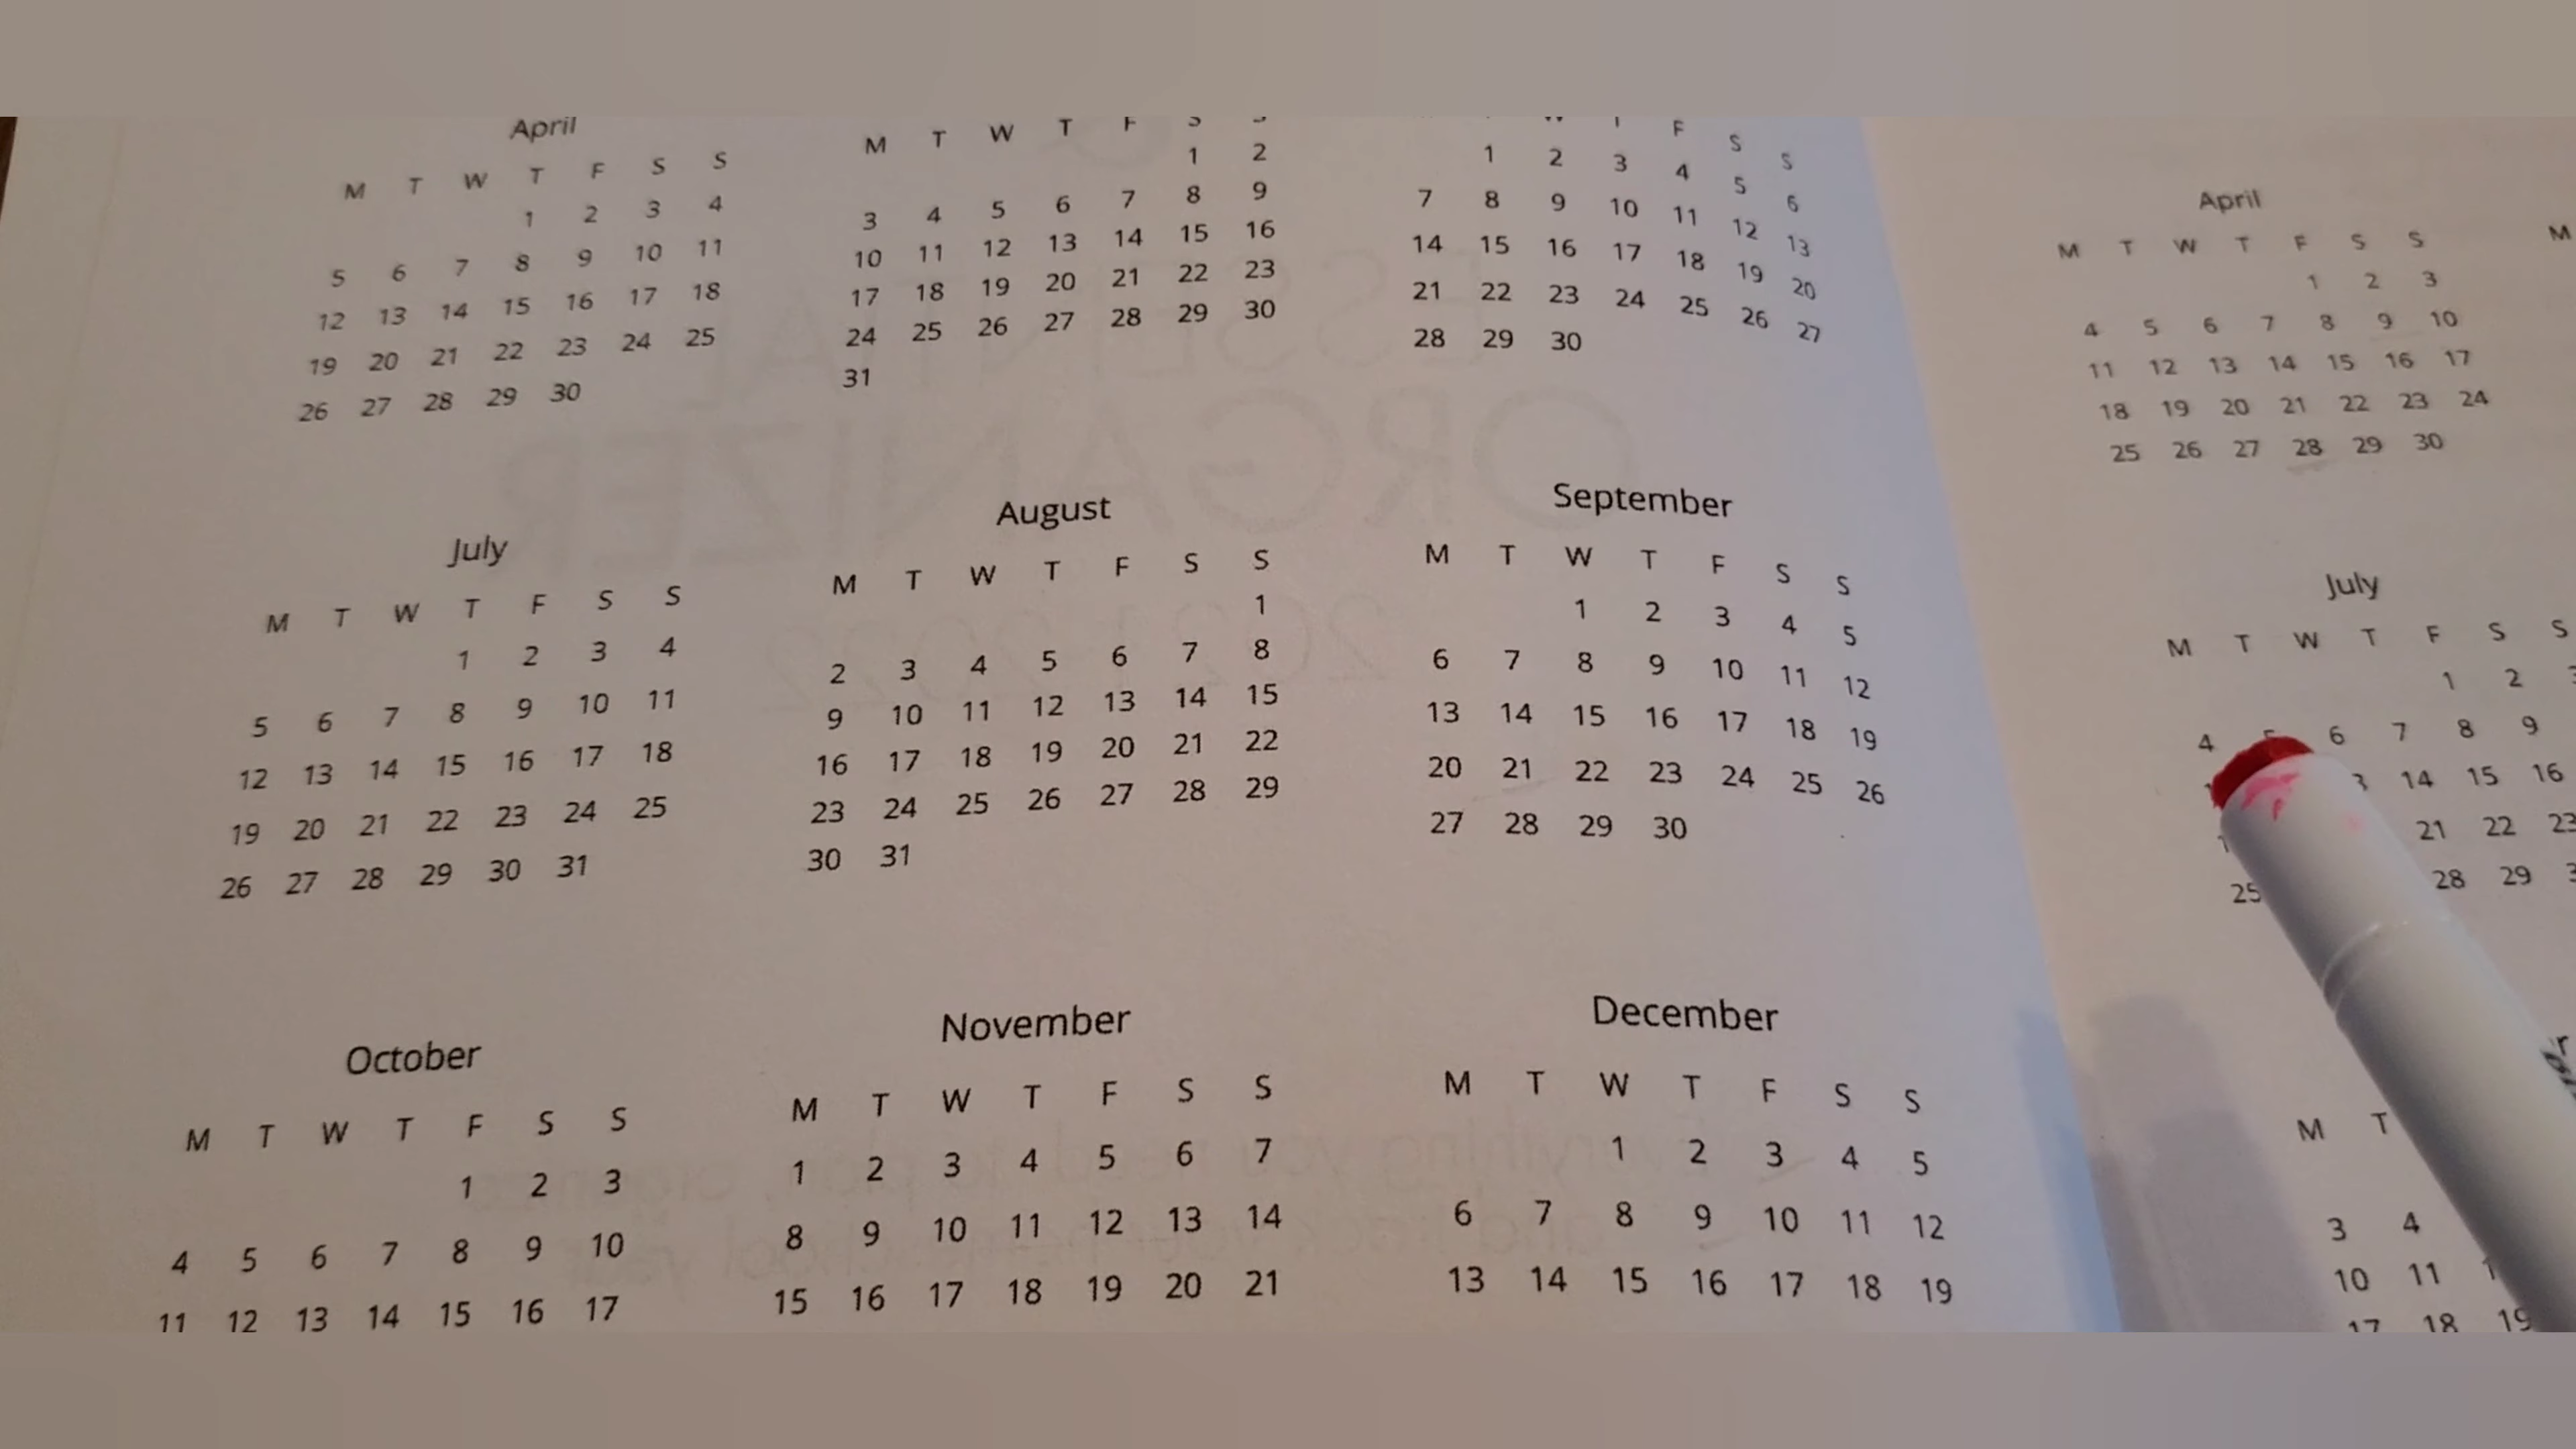 April
M T W T F S S
1 2 3 4
5 6 7 8 9 10 11
12 13 14 15 16 17 18
19 20 21 22 23 24 25
26 27 28 29 30
M T W T F S S
1 2
3 4 5 6 7 8 9
10 11 12 13 14 15 16
17 18 19 20 21 22 23
24 25 26 27 28 29 30
31
W T F S S
1 2 3 4 5 6
7 8 9 10 11 12 13
14 15 16 17 18 19 20
21 22 23 24 25 26 27
28 29 30
July
M T W T F S S
1 2 3 4
5 6 7 8 9 10 11
12 13 14 15 16 17 18
19 20 21 22 23 24 25
26 27 28 29 30 31
August
M T W T F S S
1
2 3 4 5 6 7 8
9 10 11 12 13 14 15
16 17 18 19 20 21 22
23 24 25 26 27 28 29
30 31
September
M T W T F S S
1 2 3 4 5
6 7 8 9 10 11 12
13 14 15 16 17 18 19
20 21 22 23 24 25 26
27 28 29 30
October
M T W T F S S
1 2 3
4 5 6 7 8 9 10
11 12 13 14 15 16 17
November
M T W T F S S
1 2 3 4 5 6 7
8 9 10 11 12 13 14
15 16 17 18 19 20 21
December
M T W T F S S
1 2 3 4 5
6 7 8 9 10 11 12
13 14 15 16 17 18 19
April
M T W T F S S
1 2 3
4 5 6 7 8 9 10
11 12 13 14 15 16 17
18 19 20 21 22 23 24
25 26 27 28 29 30
M
July
M T W T F S S
1 2
4 6 7 8 9
14 15 16
21 22 23
25 28 29
M T
3 4
10 11
17 18 19